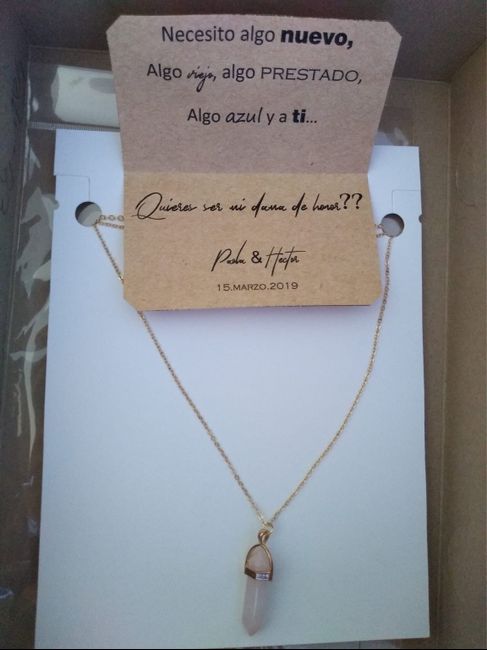 Necesito algo nuevo,
Algo viejo, algo PRESTADO,
Algo azul y a ti...
Quieres ser mi dama de honor??
& Hector
15.MARZO.2019